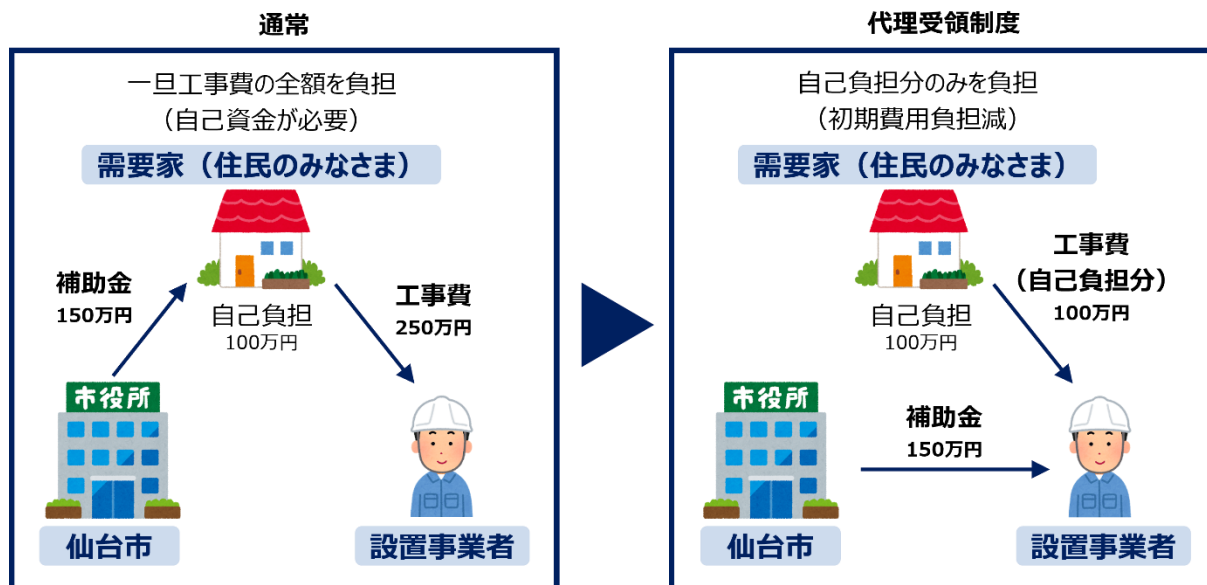 通常
一旦工事費の全額を負担
（自己資金が必要）
需要家（住民のみなさま）
補助金
150万円
自己負担
100万円
工事費
250万円
市役所
仙台市
設置事業者
代理受領制度
自己負担分のみを負担
（初期費用負担減）
需要家（住民のみなさま）
自己負担
100万円
工事費
（自己負担分）
100万円
市役所
補助金
150万円
仙台市
設置事業者